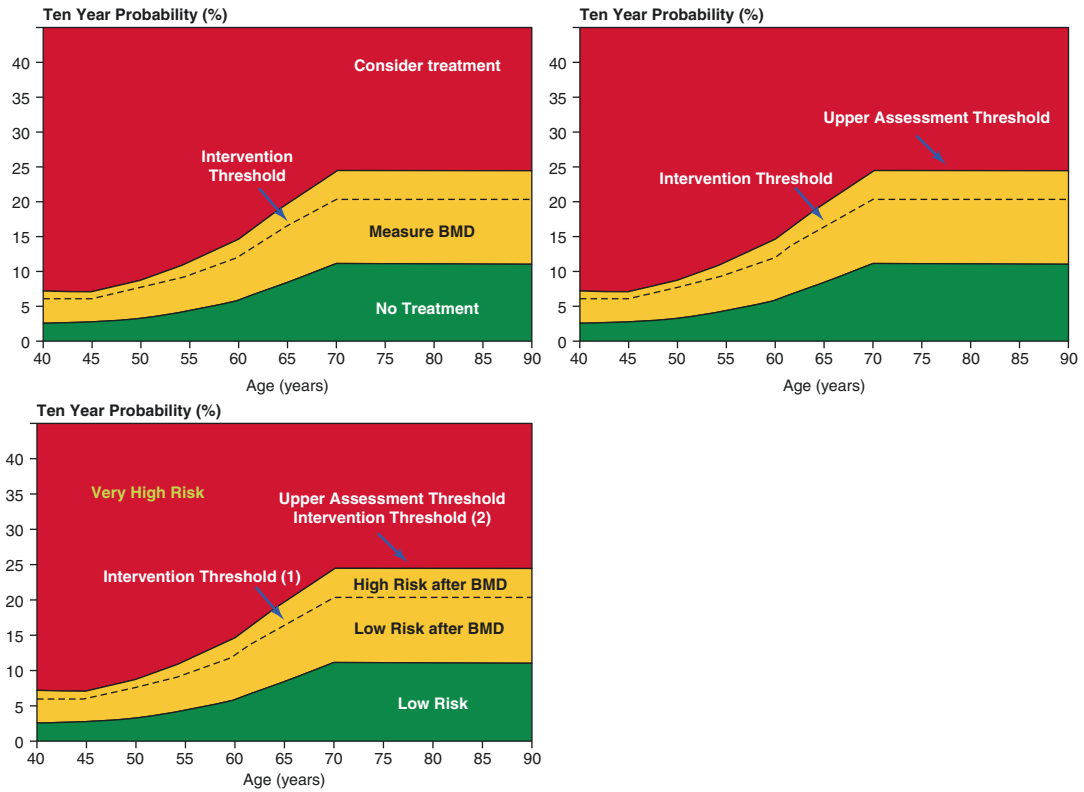 Ten Year Probability (%)
40
35
30
25
20
15
10
5
0
Consider treatment
Intervention
Threshold
Measure BMD
No Treatment
40 45 50 55 60 65 70 75 80 85 90
Age (years)
Ten Year Probability (%)
40
35
30
25
20
15
10
5
0
Upper Assessment Threshold
Intervention Threshold
40 45 50 55 60 65 70 75 80 85 90
Age (years)
Ten Year Probability (%)
40
35
30
25
20
15
10
5
0
Very High Risk
Upper Assessment Threshold
Intervention Threshold (2)
Intervention Threshold (1)
High Risk after BMD
Low Risk after BMD
Low Risk
40 45 50 55 60 65 70 75 80 85 90
Age (years)